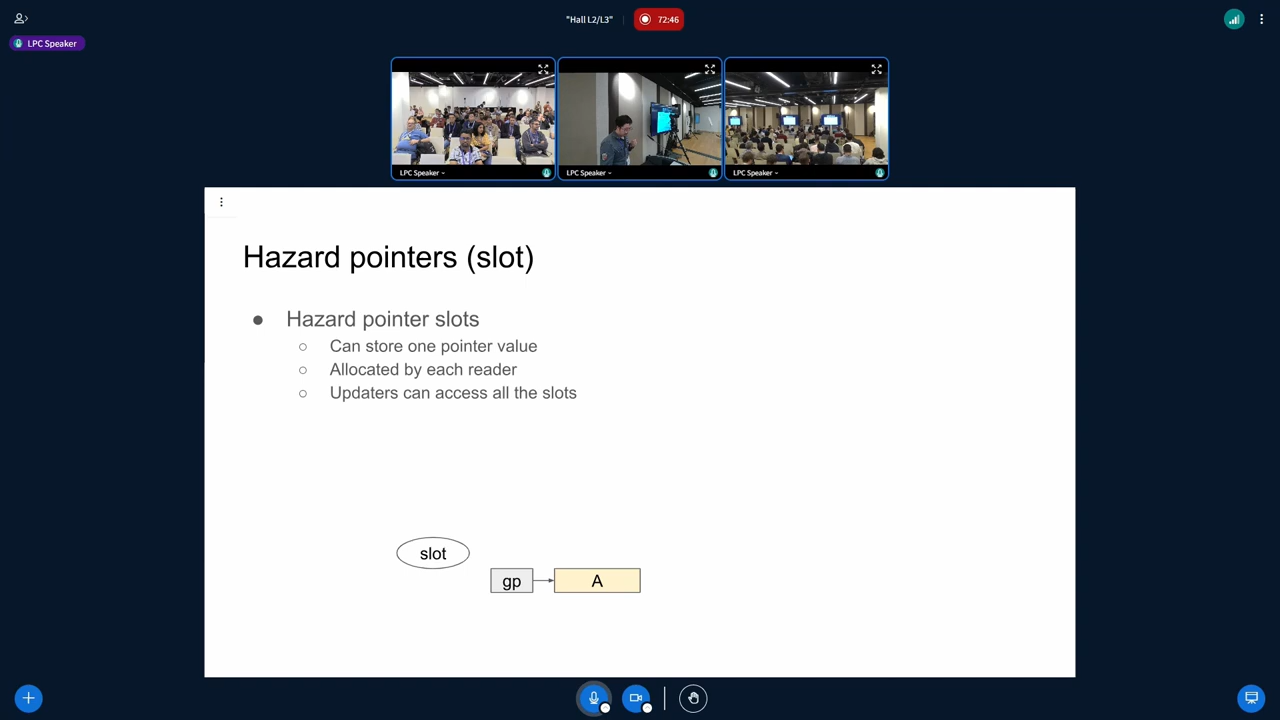 "Hall L2/L3"
72:46
LPC Speaker
LPC Speaker
LPC Speaker
LPC Speaker
Hazard pointers (slot)
● Hazard pointer slots
○ Can store one pointer value
○ Allocated by each reader
○ Updaters can access all the slots
slot
gp
A